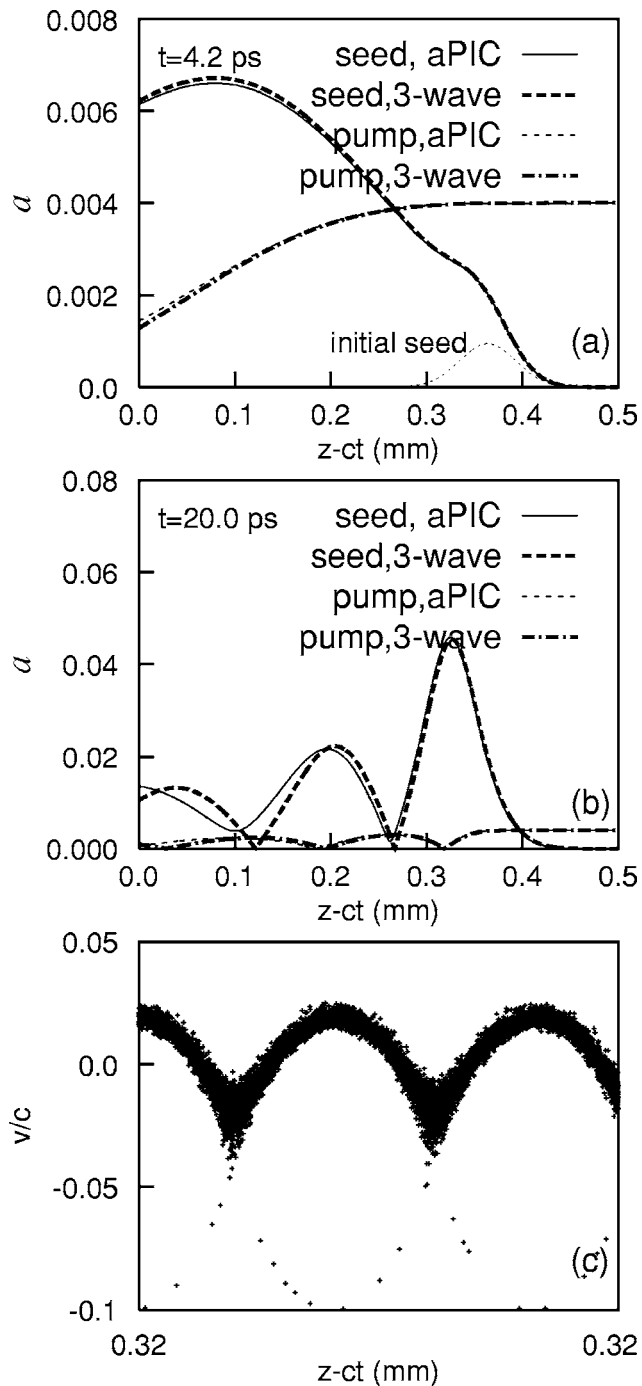 0.008
t=4.2 ps
seed, aPIC
seed,3-wave
0.006
pump,aPIC
pump,3-wave
a
0.004
0.002
initial seed
(a)
0.0
0.0 0.1 0.2 0.3 0.4 0.5
z-ct (mm)
0.08
t=20.0 ps
seed, aPIC
seed,3-wave
0.06
pump,aPIC
pump,3-wave
a
0.04
0.02
(b)
0.000
0.0 0.1 0.2 0.3 0.4 0.5
z-ct (mm)
0.05
0.0
v/c
-0.05
(c)
-0.1
0.32 0.32
z-ct (mm)